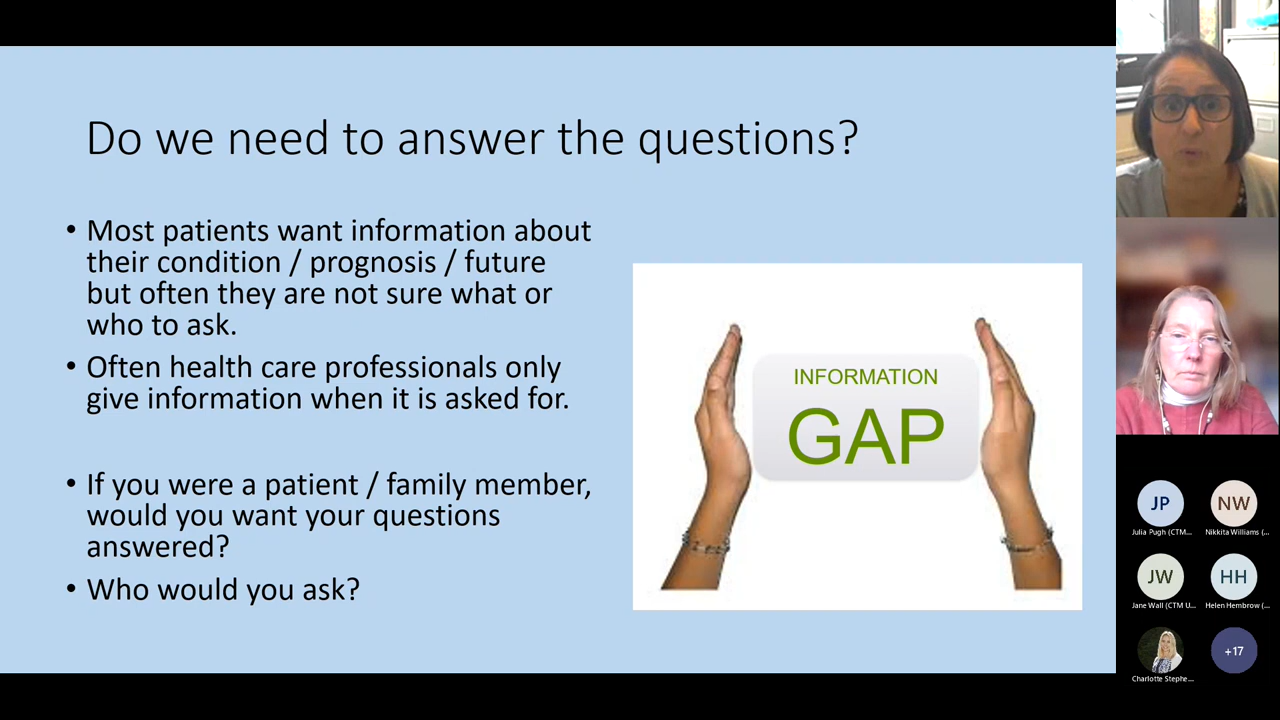 Do we need to answer the questions?
• Most patients want information about
their condition / prognosis / future
but often they are not sure what or
who to ask.
• Often health care professionals only
give information when it is asked for.
• If you were a patient / family member,
would you want your questions
answered?
• Who would you ask?
INFORMATION
GAP
JP
NW
Julia Pugh (CTM...
Nikkita Williams (...
JW
HH
Jane Wall (CTM U...
Helen Hembrow (...
+17
Charlotte Stephe...